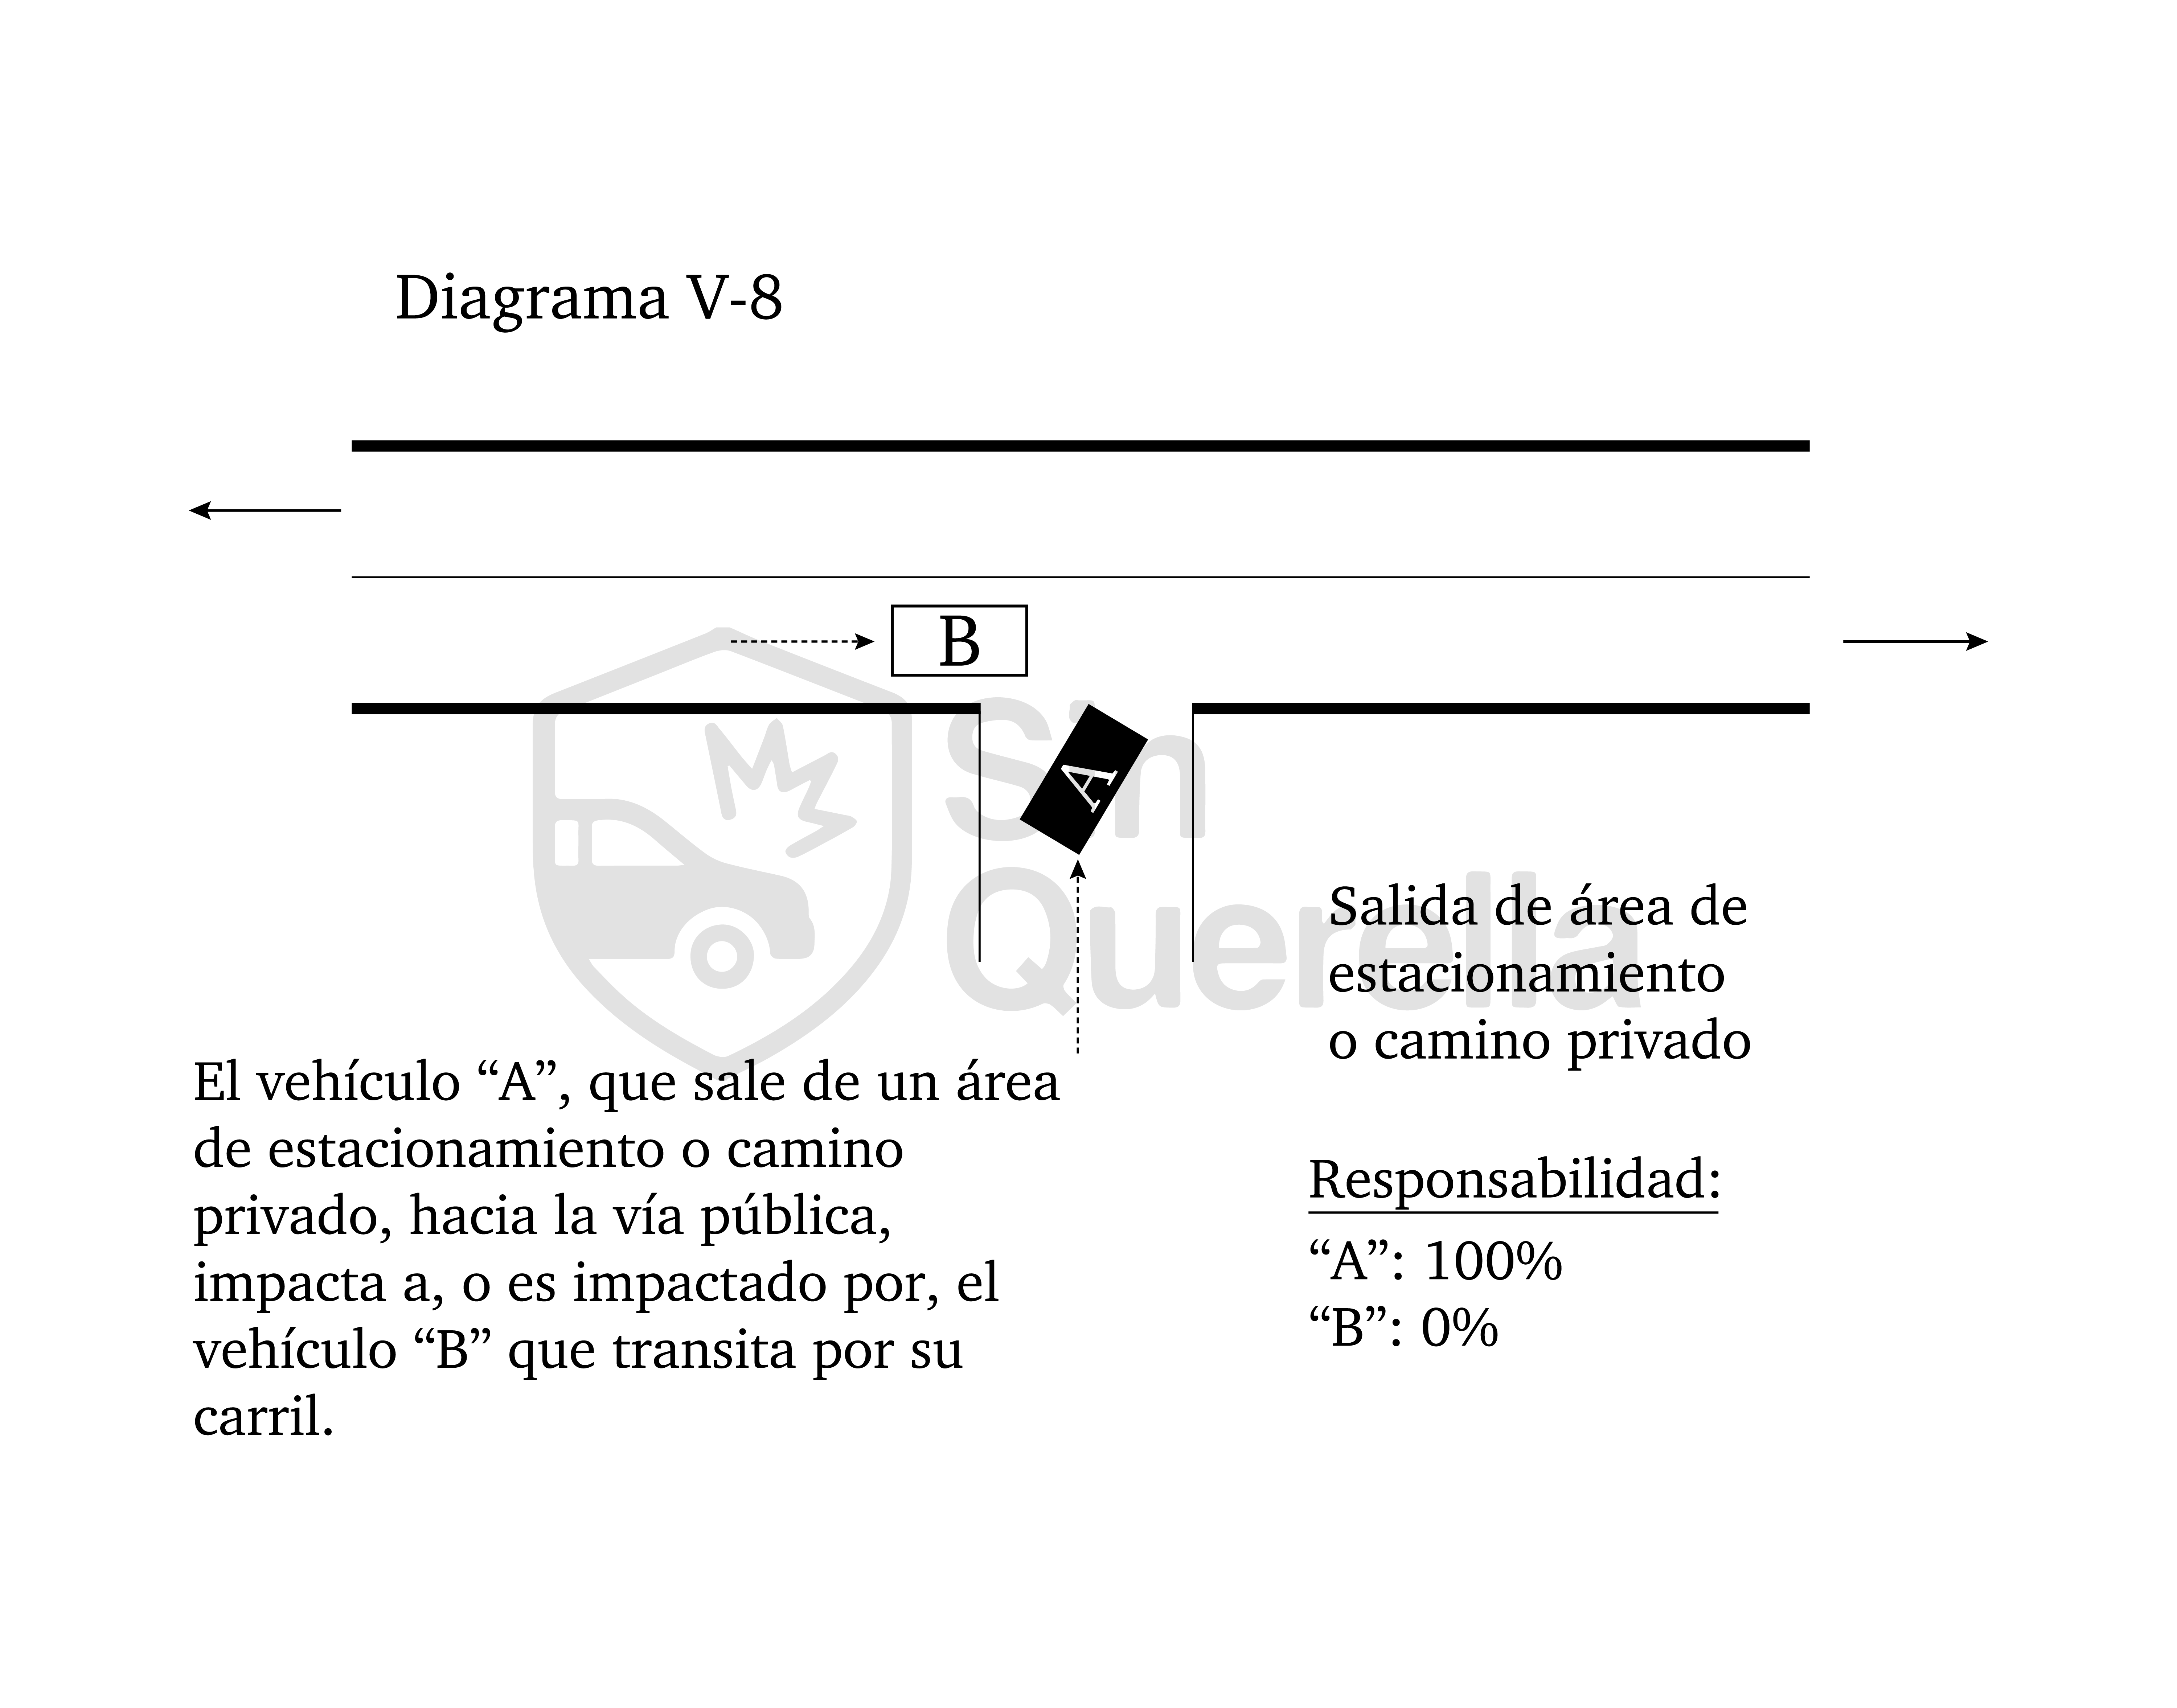 Diagrama V-8
B
A
Sin
Querella
Salida de área de
estacionamiento
o camino privado
El vehículo “A”, que sale de un área
de estacionamiento o camino
privado, hacia la vía pública,
impacta a, o es impactado por, el
vehículo “B” que transita por su
carril.
Responsabilidad:
“A”: 100%
“B”: 0%